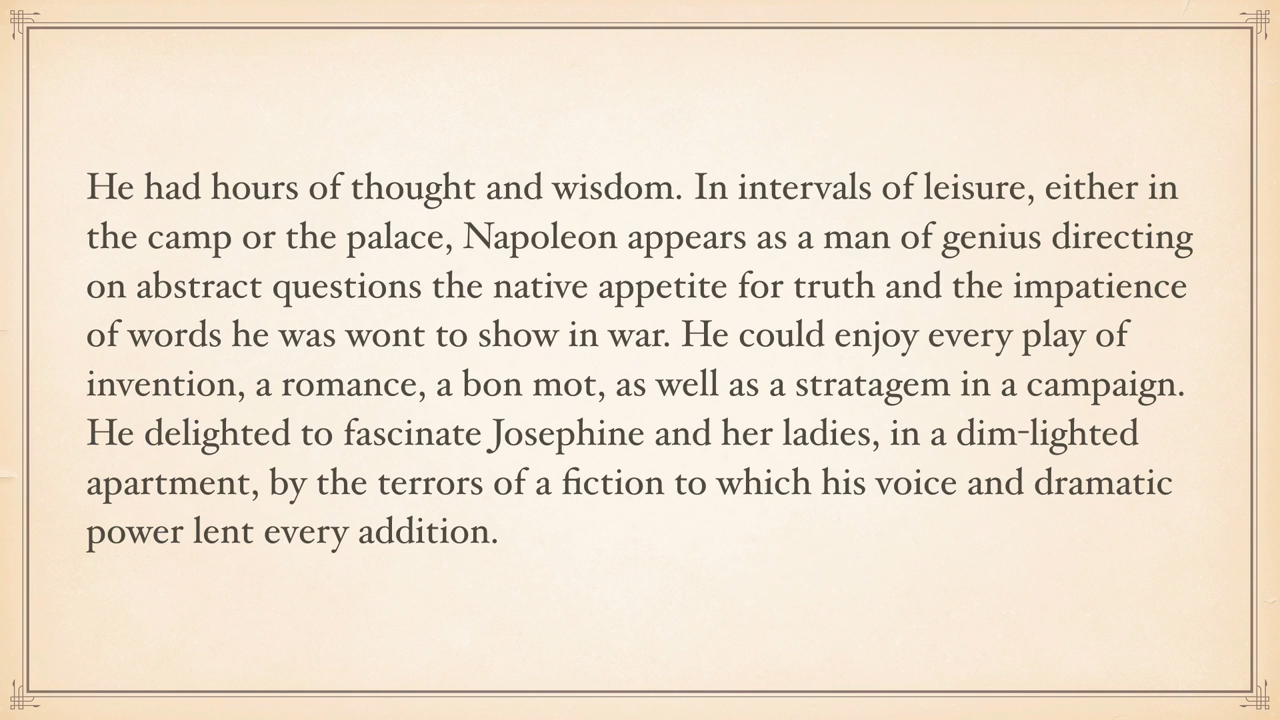 He had hours of thought and wisdom. In intervals of leisure, either in
the camp or the palace, Napoleon appears as a man of genius directing
on abstract questions the native appetite for truth and the impatience
of words he was wont to show in war. He could enjoy every play of
invention, a romance, a bon mot, as well as a stratagem in a campaign.
He delighted to fascinate Josephine and her ladies, in a dim-lighted
apartment, by the terrors of a fiction to which his voice and dramatic
power lent every addition.